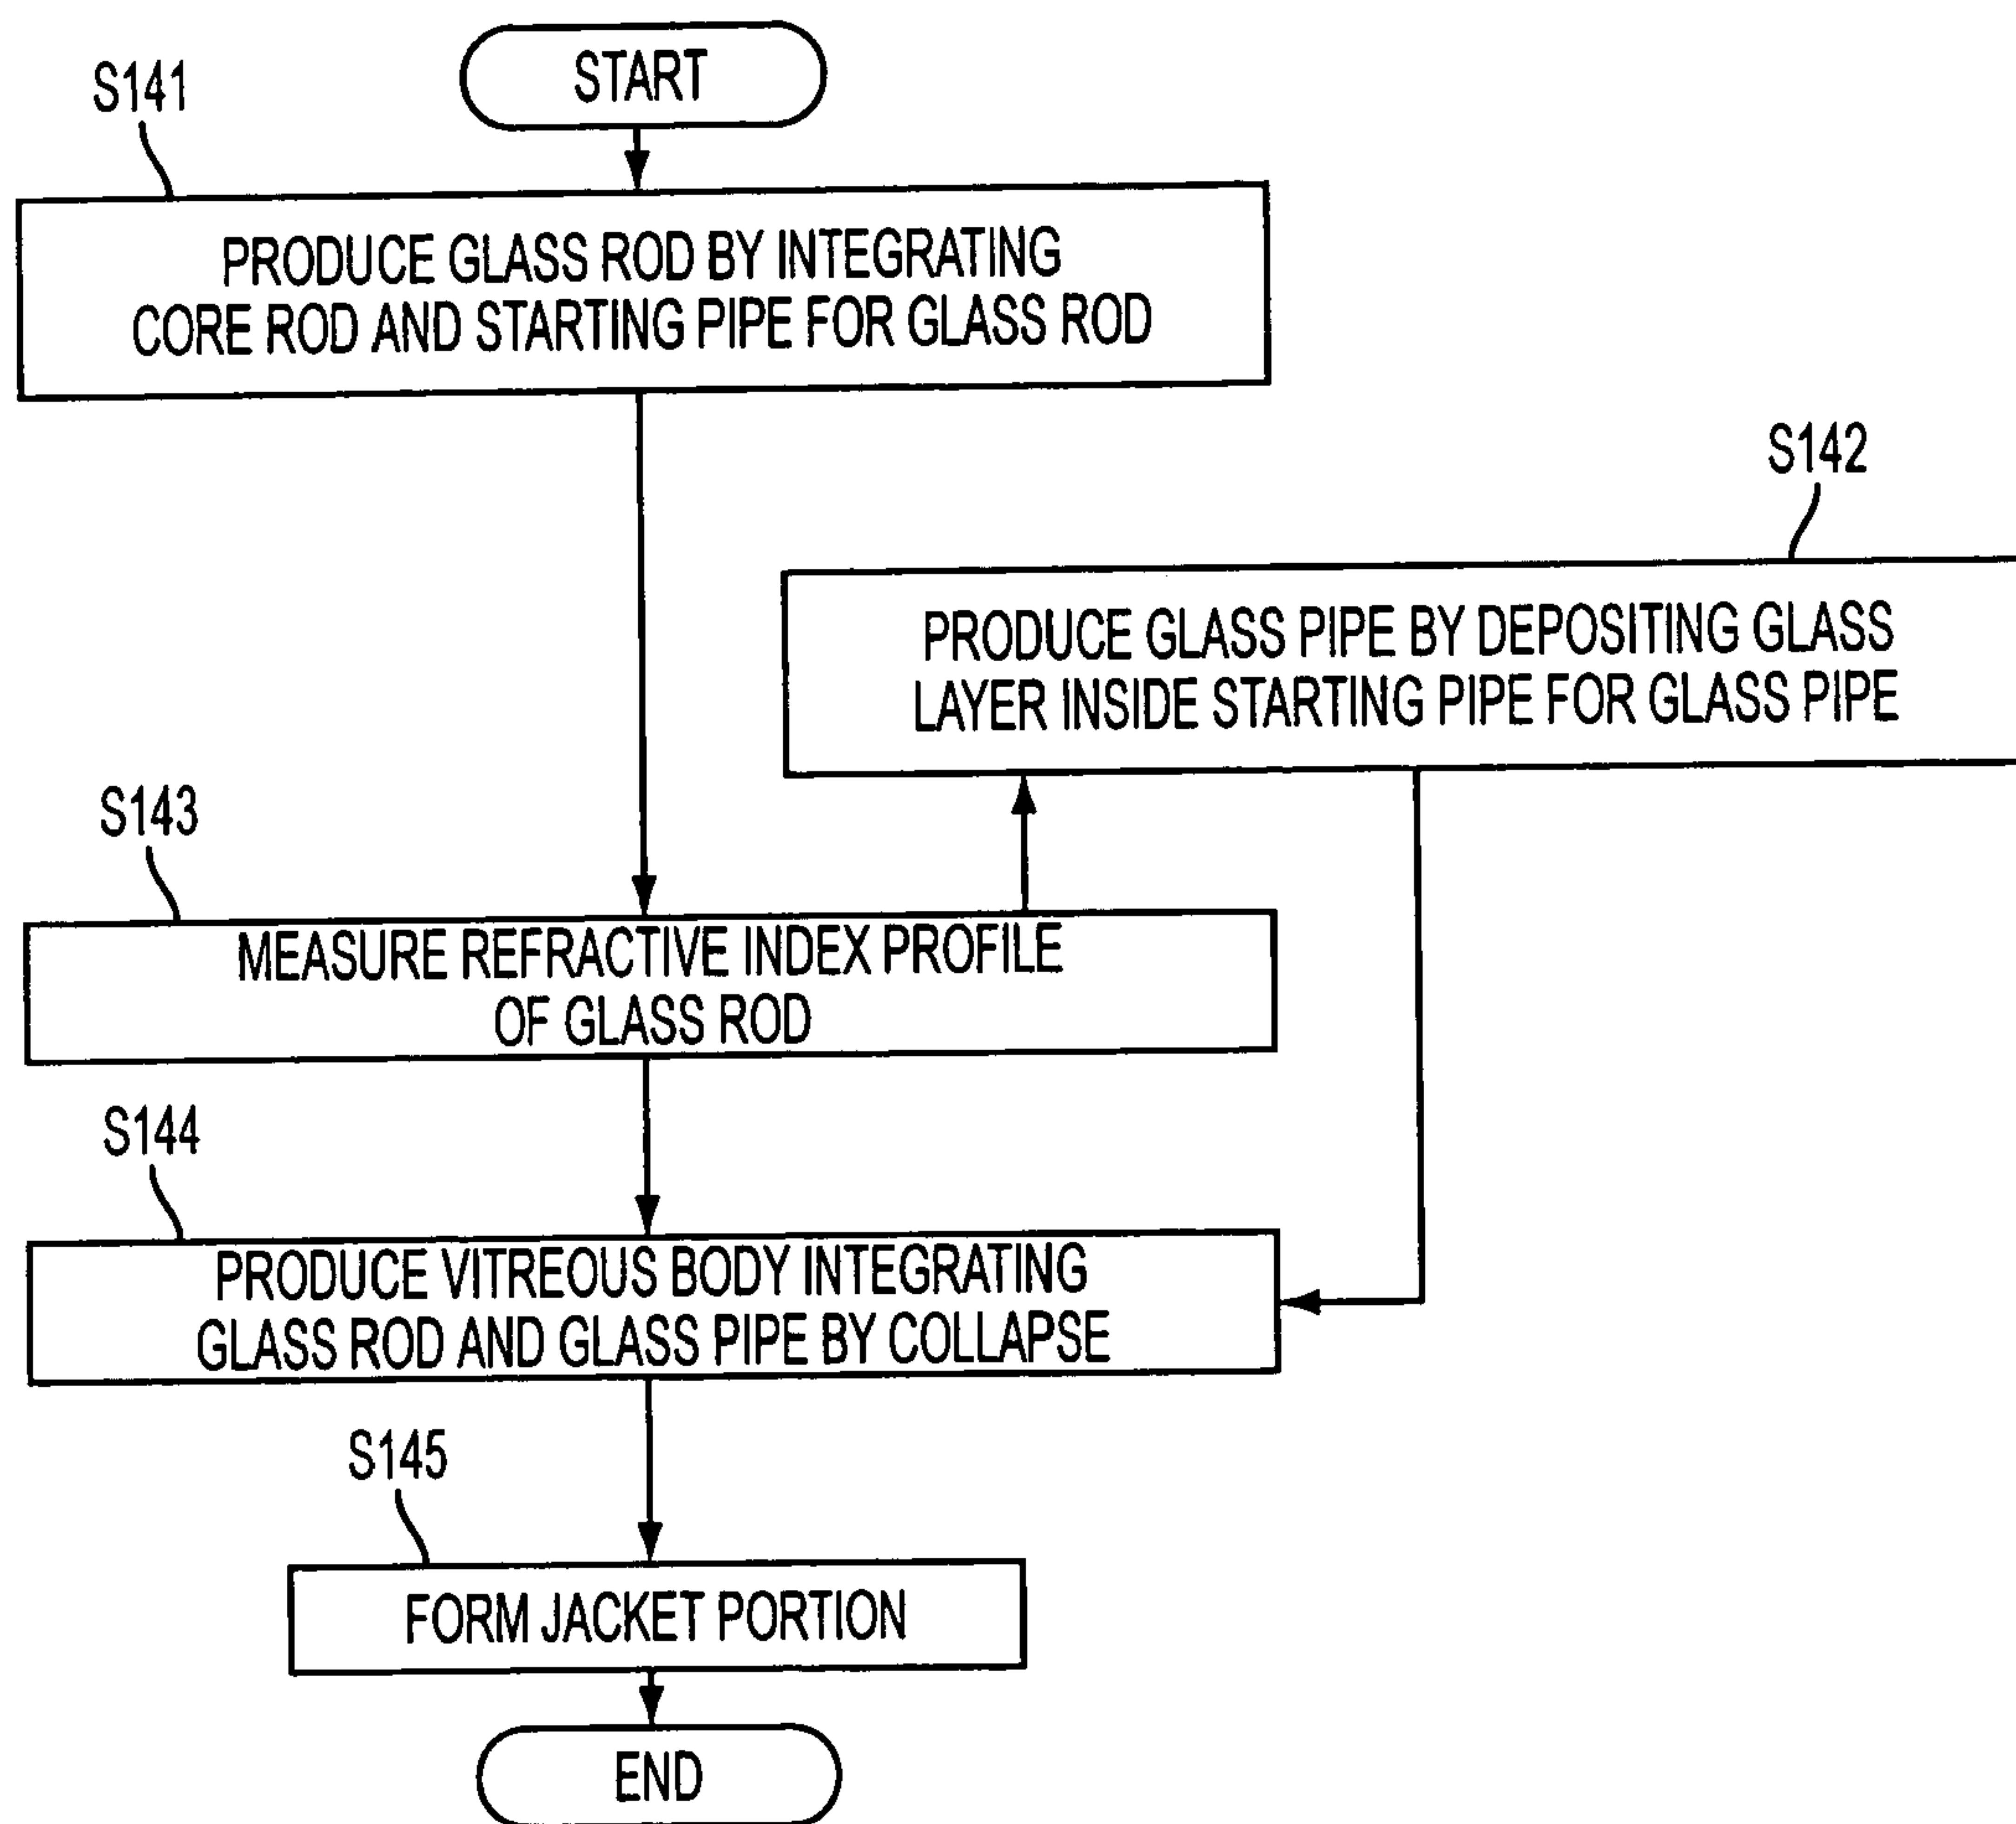 START
S141
PRODUCE GLASS ROD BY INTEGRATING
CORE ROD AND STARTING PIPE FOR GLASS ROD
S142
PRODUCE GLASS PIPE BY DEPOSITING GLASS
LAYER INSIDE STARTING PIPE FOR GLASS PIPE
S143
MEASURE REFRACTIVE INDEX PROFILE
OF GLASS ROD
S144
PRODUCE VITREOUS BODY INTEGRATING
GLASS ROD AND GLASS PIPE BY COLLAPSE
S145
FORM JACKET PORTION
END